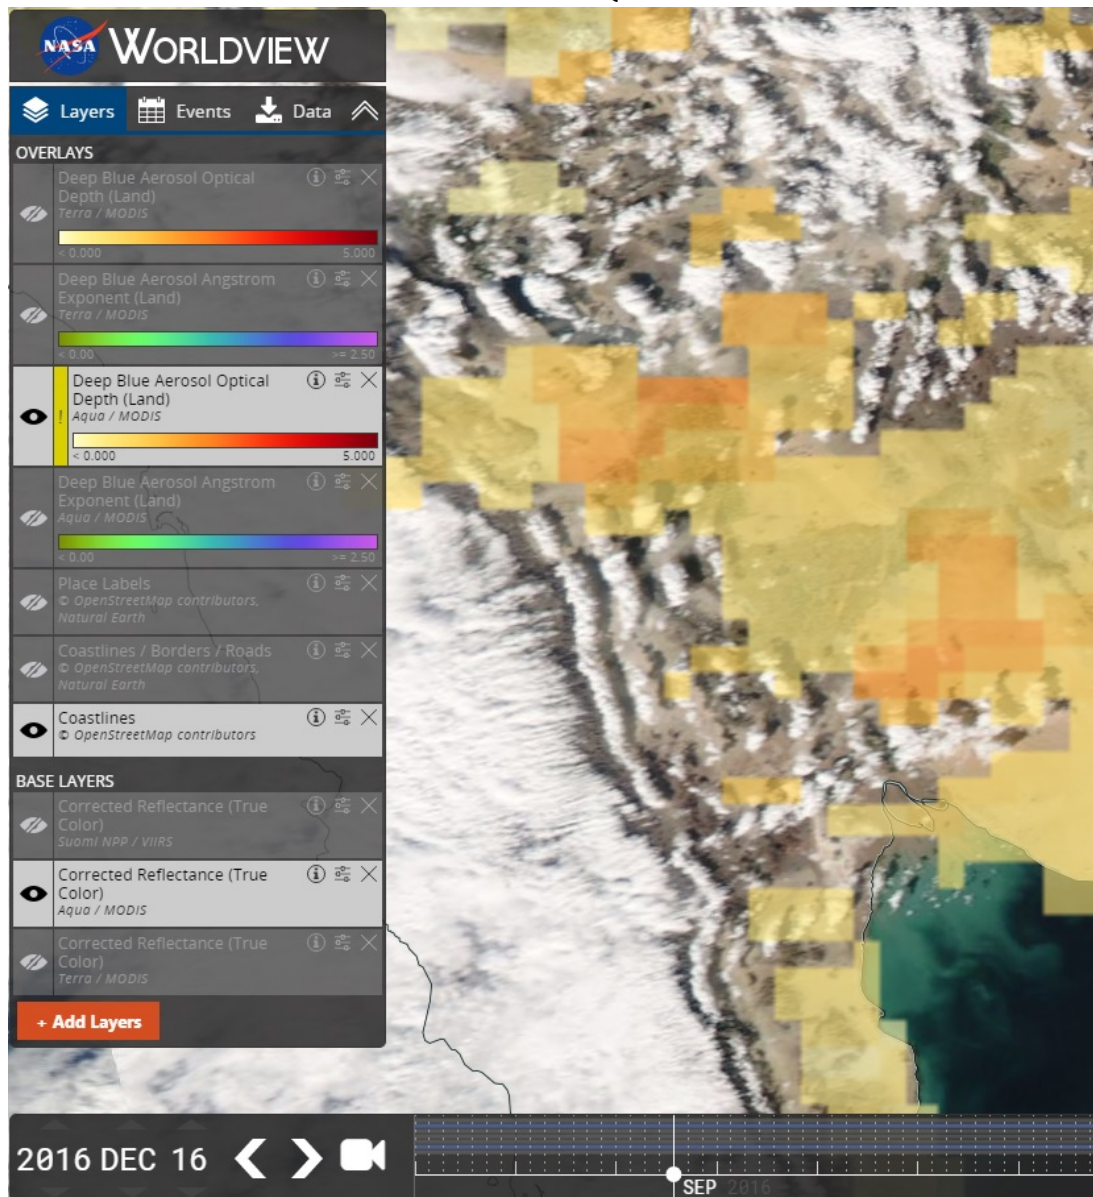 NASA WORLDVIEW
Layers Events Data
OVERLAYS
Deep Blue Aerosol Optical
Depth (Land)
Terra / MODIS
< 0.000 5.000
Deep Blue Aerosol Angstrom
Exponent (Land)
Terra / MODIS
< 0.00 >= 2.50
Deep Blue Aerosol Optical
Depth (Land)
Aqua / MODIS
< 0.000 5.000
Deep Blue Aerosol Angstrom
Exponent (Land)
Aqua / MODIS
< 0.00 >= 2.50
Place Labels
© OpenStreetMap contributors,
Natural Earth
Coastlines / Borders / Roads
© OpenStreetMap contributors,
Natural Earth
Coastlines
© OpenStreetMap contributors
BASE LAYERS
Corrected Reflectance (True
Color)
Suomi NPP / VIIRS
Corrected Reflectance (True
Color)
Aqua / MODIS
Corrected Reflectance (True
Color)
Terra / MODIS
+ Add Layers
2016 DEC 16
SEP 2016